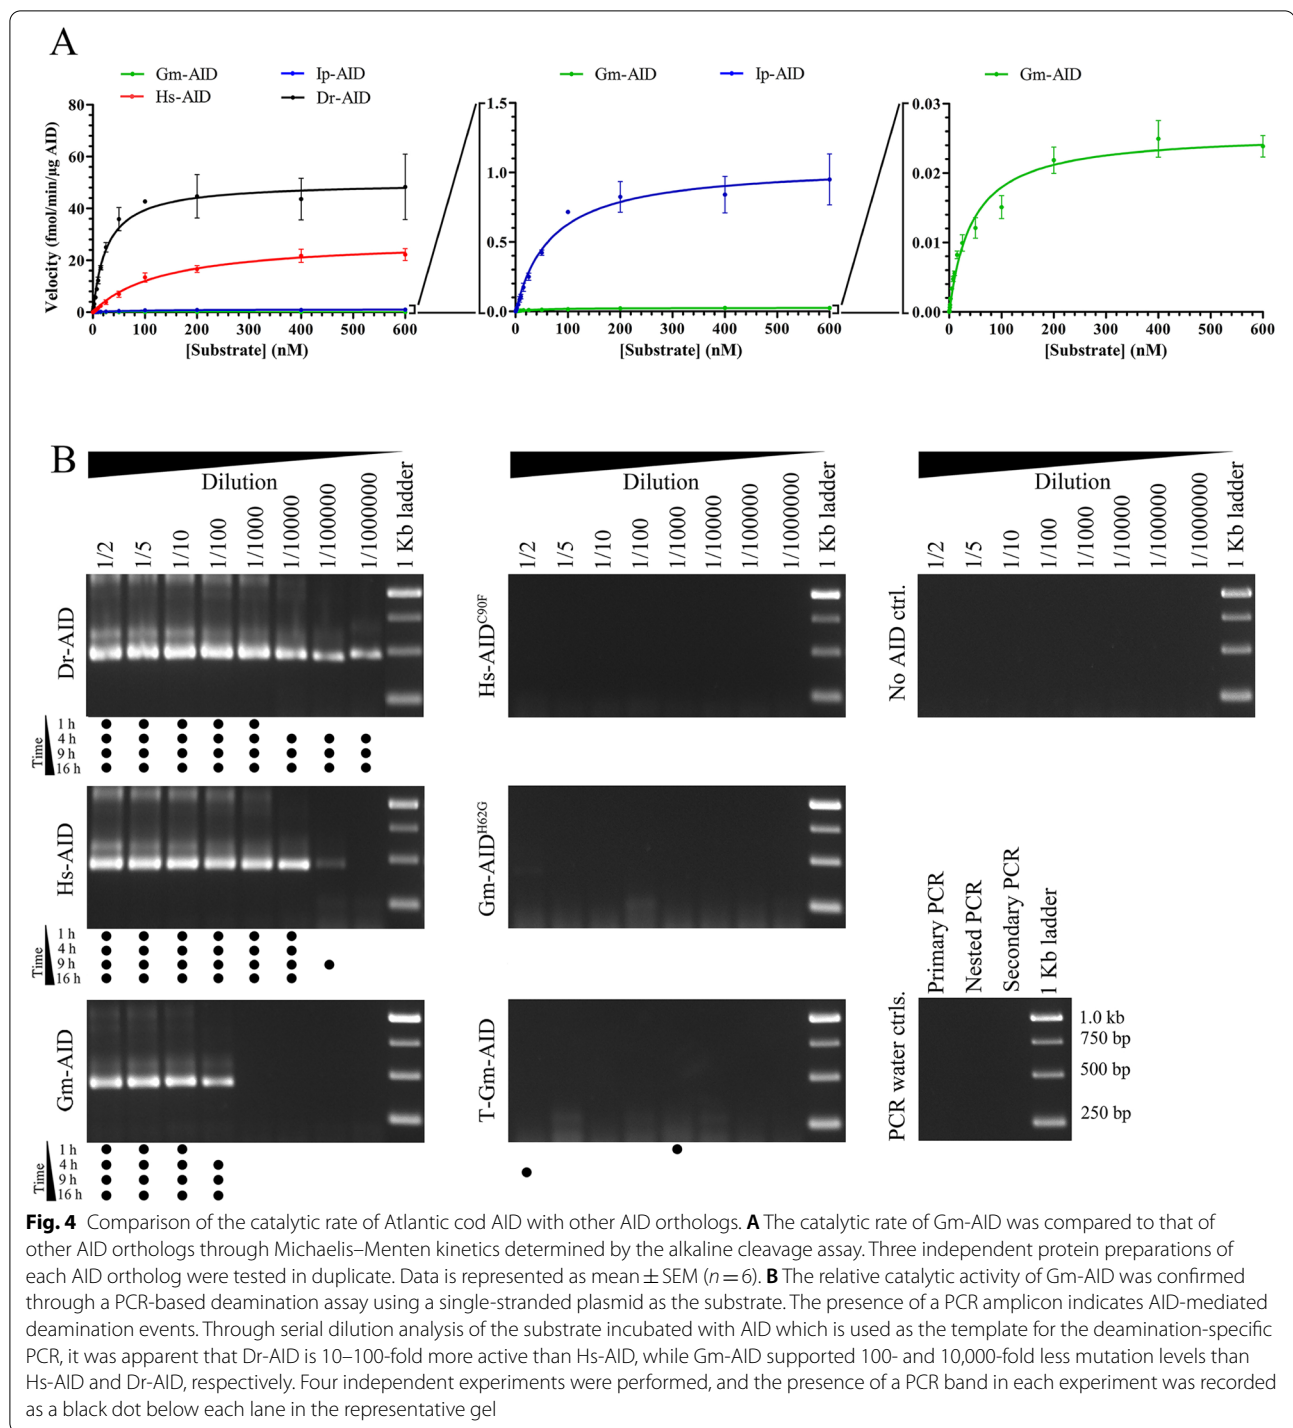 A
Gm-AID Ip-AID
Hs-AID Dr-AID
Gm-AID Ip-AID
Gm-AID
Velocity (fmol/min/µg AID)
80
60
40
20
0
0 100 200 300 400 500 600
[Substrate] (nM)
1.5
1.0
0.5
0.0
0 100 200 300 400 500 600
[Substrate] (nM)
0.03
0.02
0.01
0.00
0 100 200 300 400 500 600
[Substrate] (nM)
B
Dilution
1/2 1/5 1/10 1/100 1/1000 1/10000 1/100000 1/1000000 1 Kb ladder
Dr-AID
Time
1 h
4 h
9 h
16 h
Hs-AID
Time
1 h
4 h
9 h
16 h
Gm-AID
Time
1 h
4 h
9 h
16 h
Dilution
1/2 1/5 1/10 1/100 1/1000 1/10000 1/100000 1/1000000 1 Kb ladder
Hs-AID^C90F
Gm-AID^H62G
T-Gm-AID
Dilution
1/2 1/5 1/10 1/100 1/1000 1/10000 1/100000 1/1000000 1 Kb ladder
No AID ctrl.
Primary PCR Nested PCR Secondary PCR 1 Kb ladder
PCR water ctrls.
1.0 kb
750 bp
500 bp
250 bp
Fig. 4 Comparison of the catalytic rate of Atlantic cod AID with other AID orthologs. A The catalytic rate of Gm-AID was compared to that of
other AID orthologs through Michaelis–Menten kinetics determined by the alkaline cleavage assay. Three independent protein preparations of
each AID ortholog were tested in duplicate. Data is represented as mean ± SEM (n = 6). B The relative catalytic activity of Gm-AID was confirmed
through a PCR-based deamination assay using a single-stranded plasmid as the substrate. The presence of a PCR amplicon indicates AID-mediated
deamination events. Through serial dilution analysis of the substrate incubated with AID which is used as the template for the deamination-specific
PCR, it was apparent that Dr-AID is 10–100-fold more active than Hs-AID, while Gm-AID supported 100- and 10,000-fold less mutation levels than
Hs-AID and Dr-AID, respectively. Four independent experiments were performed, and the presence of a PCR band in each experiment was recorded
as a black dot below each lane in the representative gel